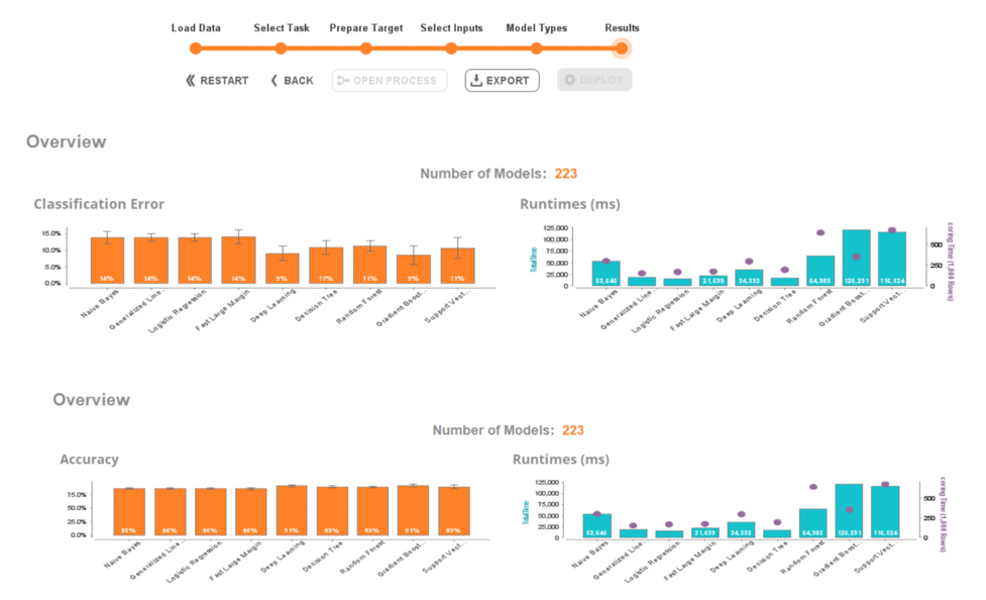 Load Data Select Task Prepare Target Select Inputs Model Types Results
RESTART BACK OPEN PROCESS EXPORT DEPLOY
Overview
Number of Models: 223
Classification Error Runtimes (ms)
15.0%
10.0%
5.0%
0.0%
14% 14% 14% 14% 9% 11% 11% 9% 11%
Naive Bayes Generalized Line... Logistic Regression Fast Large Margin Deep Learning Decision Tree Random Forest Gradient Boost... Support Vect...
Total Time
125,000
100,000
75,000
50,000
25,000
0
53,640 21,699 34,932 64,985 120,291 116,524
500
250
0
coring Time (1,000 Rows)
Naive Bayes Generalized Line... Logistic Regression Fast Large Margin Deep Learning Decision Tree Random Forest Gradient Boost... Support Vect...
Overview
Number of Models: 223
Accuracy Runtimes (ms)
75.0%
50.0%
25.0%
0.0%
86% 86% 86% 86% 91% 89% 89% 91% 89%
Naive Bayes Generalized Line... Logistic Regression Fast Large Margin Deep Learning Decision Tree Random Forest Gradient Boost... Support Vect...
Total Time
125,000
100,000
75,000
50,000
25,000
0
53,640 21,699 34,932 64,985 120,291 116,524
500
250
0
coring Time (1,000 Rows)
Naive Bayes Generalized Line... Logistic Regression Fast Large Margin Deep Learning Decision Tree Random Forest Gradient Boost... Support Vect...